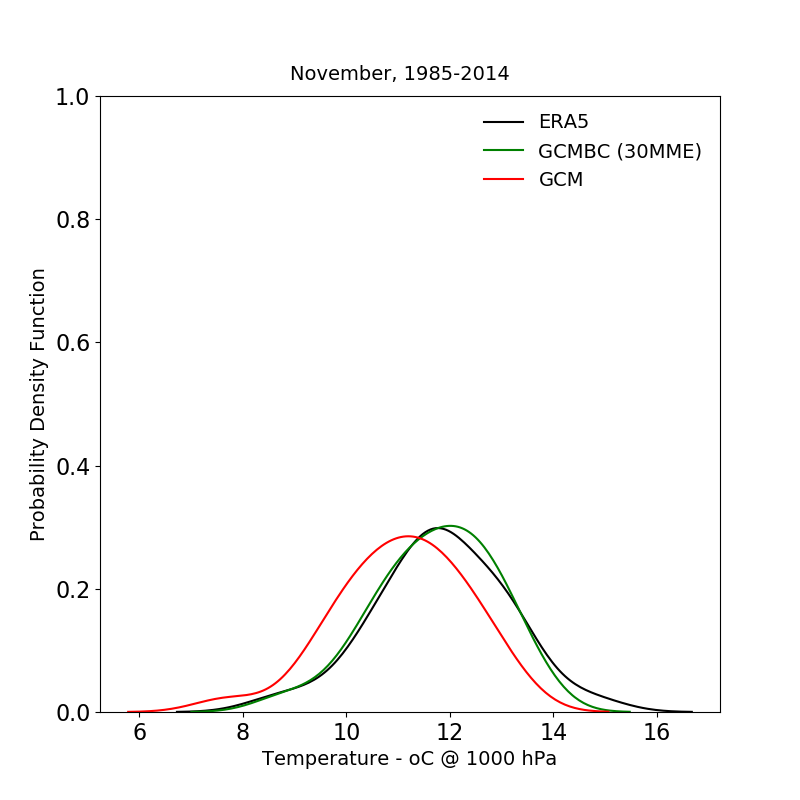 November, 1985-2014
1.0
0.8
0.6
0.4
0.2
0.0
Probability Density Function
ERA5
GCMBC (30MME)
GCM
6 8 10 12 14 16
Temperature - oC @ 1000 hPa